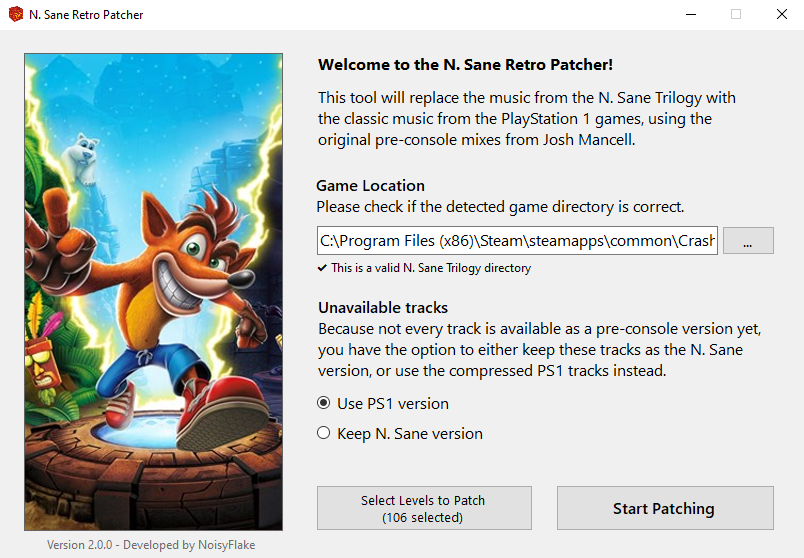 N. Sane Retro Patcher
Welcome to the N. Sane Retro Patcher!
This tool will replace the music from the N. Sane Trilogy with
the classic music from the PlayStation 1 games, using the
original pre-console mixes from Josh Mancell.
Game Location
Please check if the detected game directory is correct.
C:\Program Files (x86)\Steam\steamapps\common\Crash
...
✔ This is a valid N. Sane Trilogy directory
Unavailable tracks
Because not every track is available as a pre-console version yet,
you have the option to either keep these tracks as the N. Sane
version, or use the compressed PS1 tracks instead.
Use PS1 version
Keep N. Sane version
Select Levels to Patch
(106 selected)
Start Patching
Version 2.0.0 - Developed by NoisyFlake